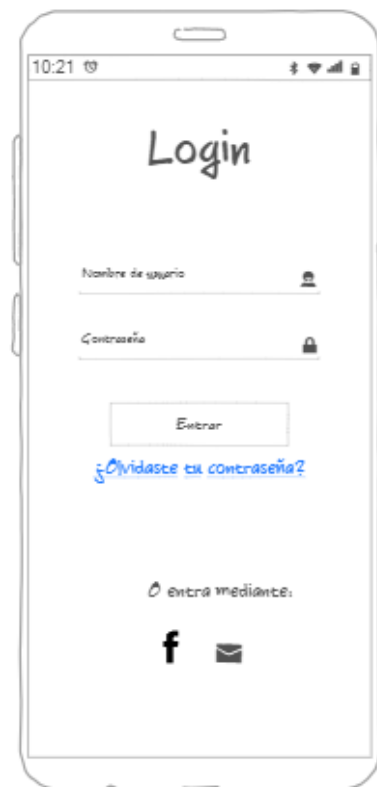 10:21
Login
Nombre de usuario
Contraseña
Entrar
¿Olvidaste tu contraseña?
O entra mediante:
f